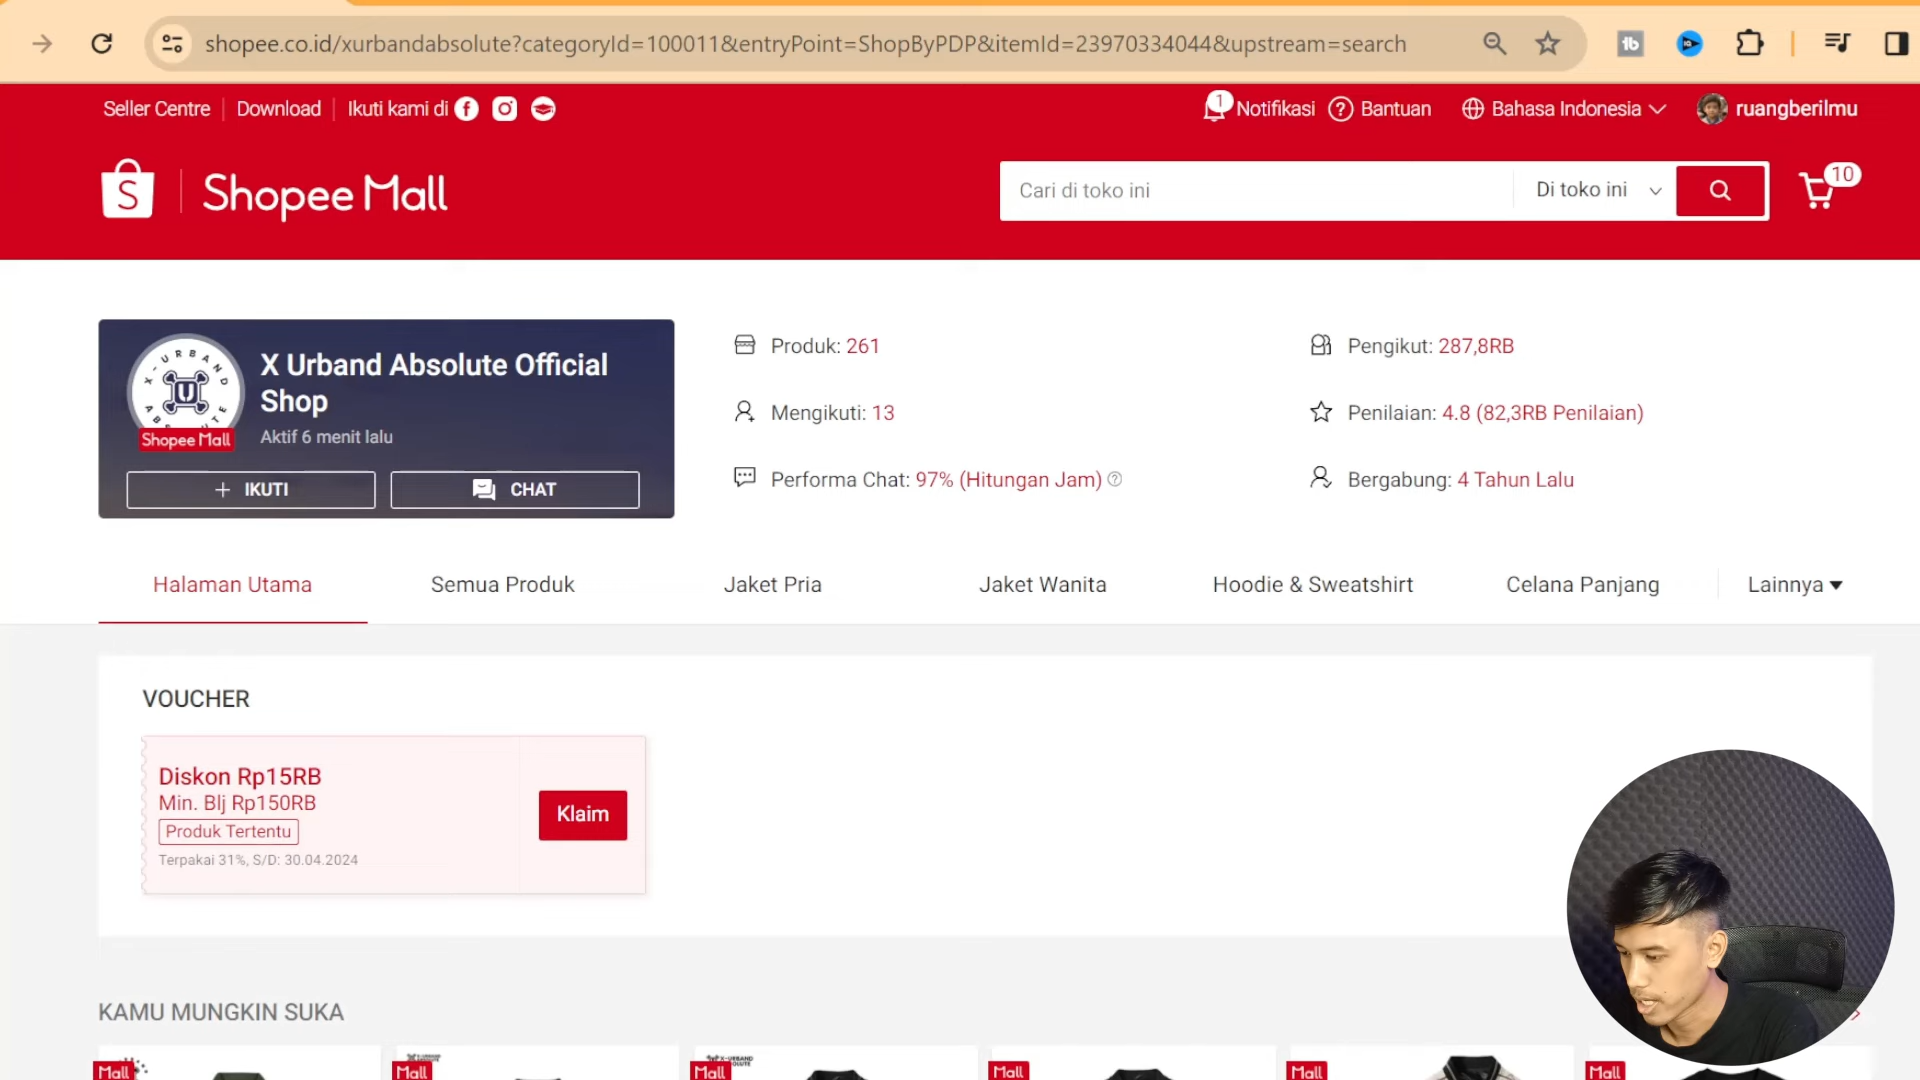 shopee.co.id/xurbandabsolute?categoryId=100011&entryPoint=ShopByPDP&itemId=23970334044&upstream=search
Seller Centre Download Ikuti kami di
1 Notifikasi Bantuan Bahasa Indonesia ruangberilmu
Shopee Mall
Cari di toko ini Di toko ini 10
X Urband Absolute Official
Shop
Aktif 6 menit lalu
X-URBAND ABSOLUTE
Shopee Mall
+ IKUTI CHAT
Produk: 261
Pengikut: 287,8RB
Mengikuti: 13
Penilaian: 4.8 (82,3RB Penilaian)
Performa Chat: 97% (Hitungan Jam)
Bergabung: 4 Tahun Lalu
Halaman Utama Semua Produk Jaket Pria Jaket Wanita Hoodie & Sweatshirt Celana Panjang Lainnya
VOUCHER
Diskon Rp15RB
Min. Blj Rp150RB
Produk Tertentu
Terpakai 31%, S/D: 30.04.2024
Klaim
KAMU MUNGKIN SUKA
Mall Mall Mall Mall Mall Mall